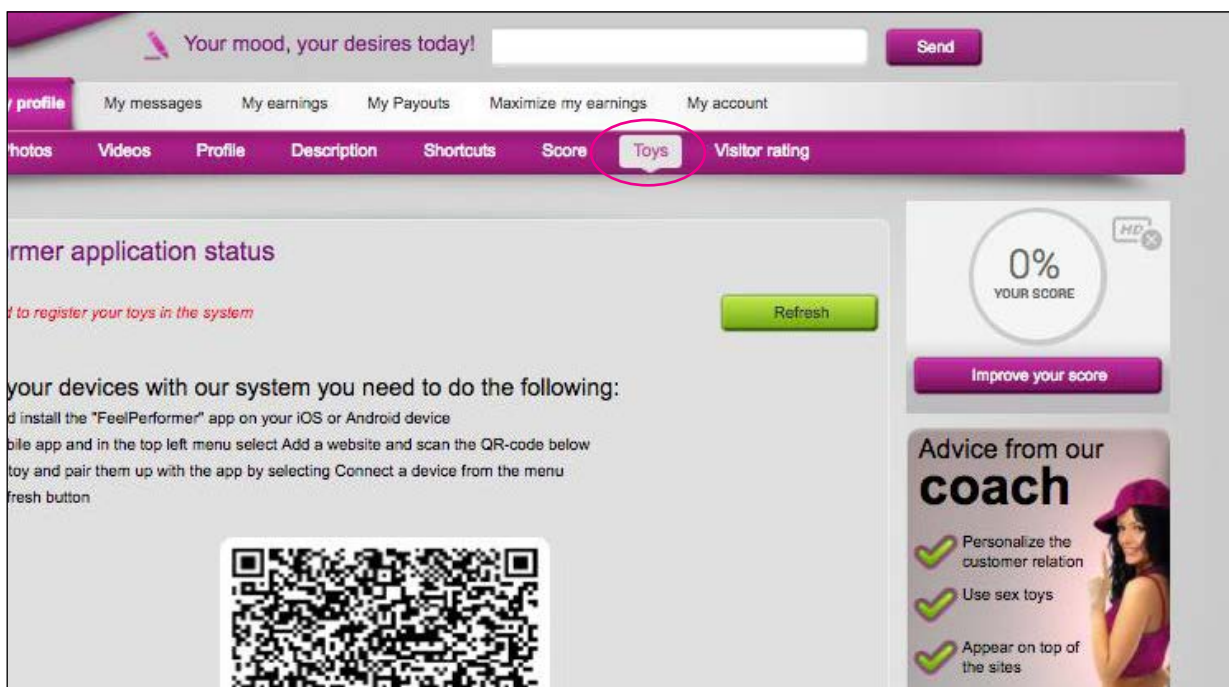 Your mood, your desires today!
Send
profile My messages My earnings My Payouts Maximize my earnings My account
hotos Videos Profile Description Shortcuts Score Toys Visitor rating
rmer application status
HD
0%
YOUR SCORE
to register your toys in the system
Refresh
Improve your score
your devices with our system you need to do the following:
d install the "FeelPerformer" app on your iOS or Android device
bile app and in the top left menu select Add a website and scan the QR-code below
toy and pair them up with the app by selecting Connect a device from the menu
fresh button
Advice from our
coach
Personalize the
customer relation
Use sex toys
Appear on top of
the sites